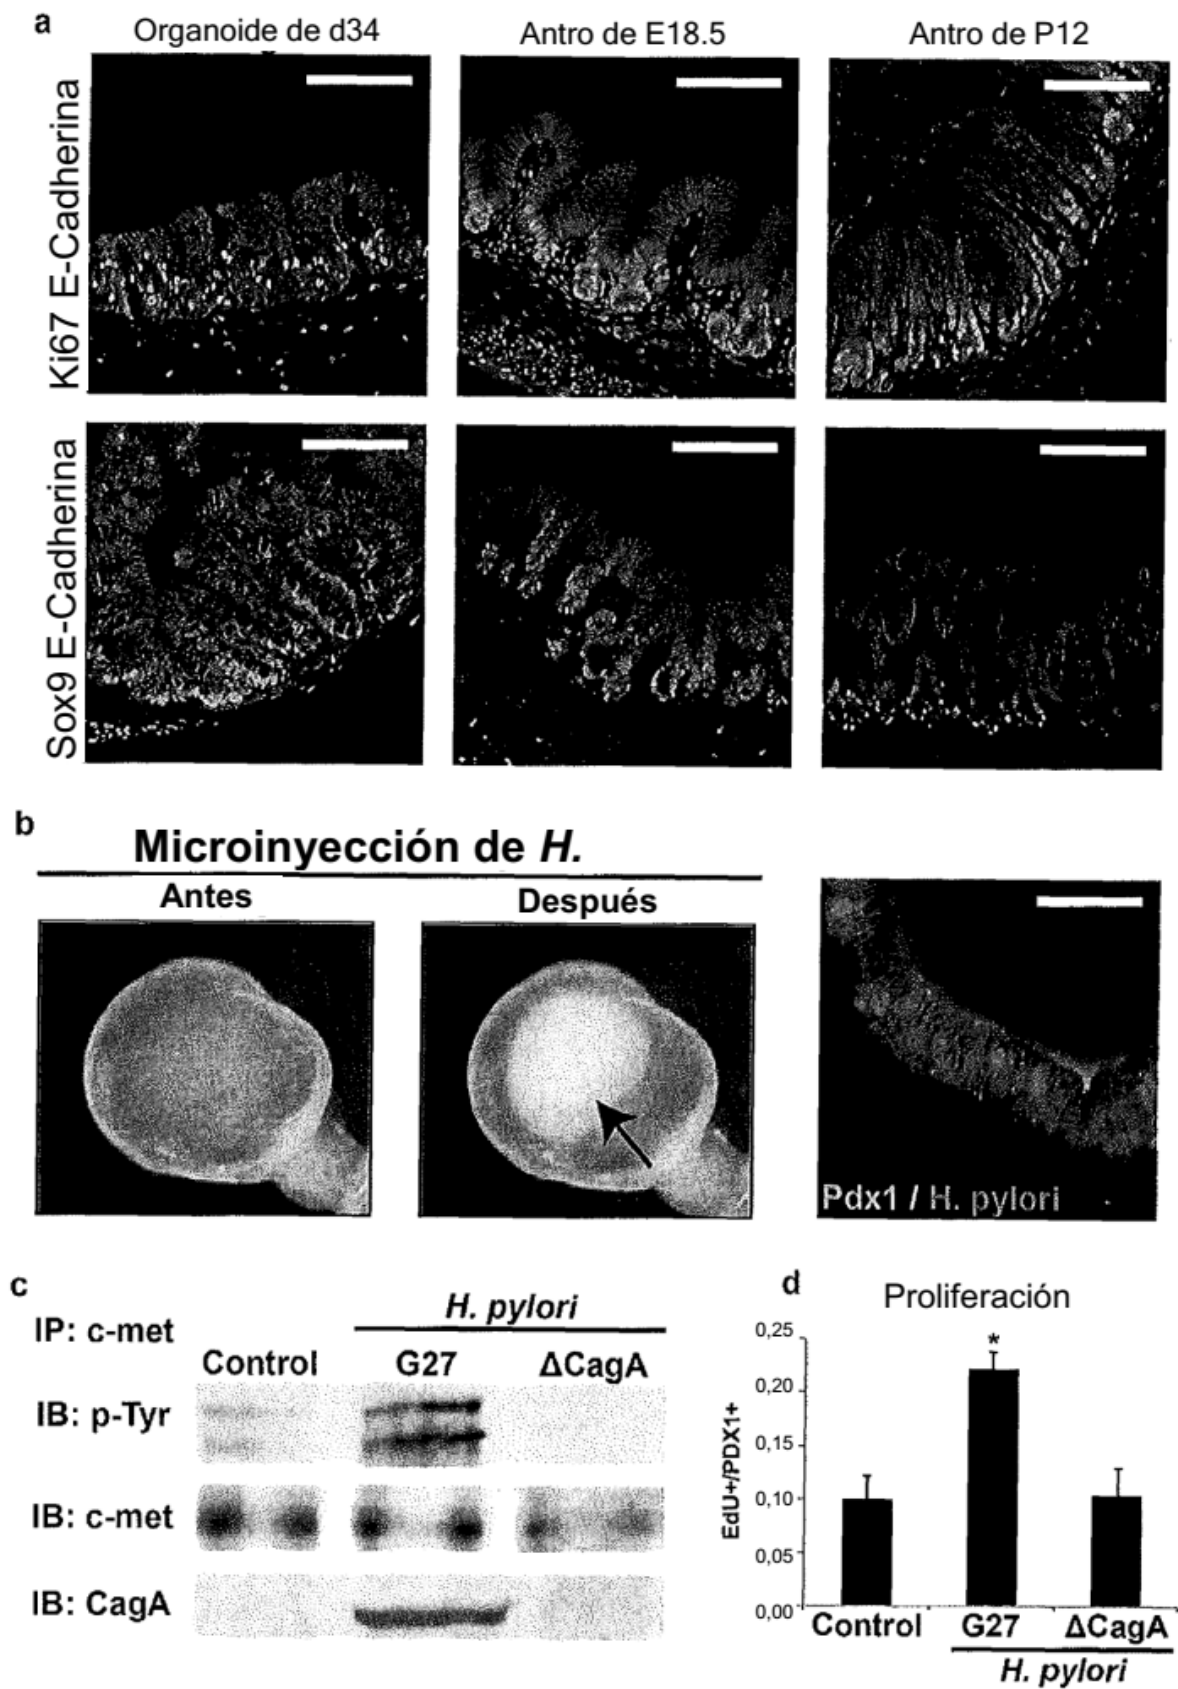 a
Organoide de d34
Antro de E18.5
Antro de P12
Ki67 E-Cadherina
Sox9 E-Cadherina
b
Microinyección de H.
Antes
Después
Pdx1 / H. pylori
c
H. pylori
IP: c-met
Control
G27
ΔCagA
IB: p-Tyr
IB: c-met
IB: CagA
d
Proliferación
*
EdU+/PDX1+
0,25
0,20
0,15
0,10
0,05
0,00
Control
G27
ΔCagA
H. pylori